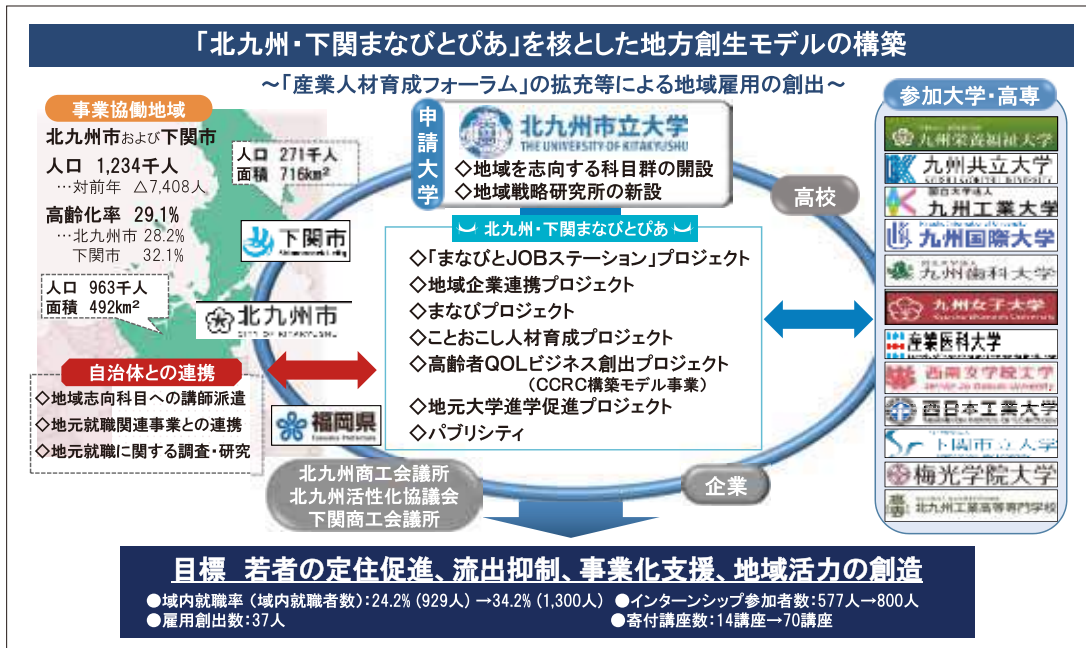 「北九州・下関まなびとぴあ」を核とした地方創生モデルの構築
～「産業人材育成フォーラム」の拡充等による地域雇用の創出～
事業協働地域
北九州市および下関市
人口 1,234千人
…対前年 △7,408人
高齢化率 29.1%
…北九州市 28.2%
下関市 32.1%
人口 271千人
面積 716km²
下関市
人口 963千人
面積 492km²
北九州市
CITY OF KITAKYUSHU
自治体との連携
◇地域志向科目への講師派遣
◇地元就職関連事業との連携
◇地元就職に関する調査・研究
福岡県
申請大学
北九州市立大学
THE UNIVERSITY OF KITAKYUSHU
◇地域を志向する科目群の開設
◇地域戦略研究所の新設
北九州・下関まなびとぴあ
◇「まなびとJOBステーション」プロジェクト
◇地域企業連携プロジェクト
◇まなびプロジェクト
◇ことおこし人材育成プロジェクト
◇高齢者QOLビジネス創出プロジェクト
(CCRC構築モデル事業)
◇地元大学進学促進プロジェクト
◇パブリシティ
高校
企業
北九州商工会議所
北九州活性化協議会
下関商工会議所
参加大学・高専
九州栄養福祉大学
九州共立大学
国立大学法人
九州工業大学
九州国際大学
九州歯科大学
九州女子大学
産業医科大学
西南女学院大学
西日本工業大学
下関市立大学
梅光学院大学
北九州工業高等専門学校
目標 若者の定住促進、流出抑制、事業化支援、地域活力の創造
●域内就職率 (域内就職者数)：24.2% (929人) →34.2% (1,300人) ●インターンシップ参加者数：577人→800人
●雇用創出数：37人 ●寄付講座数：14講座→70講座